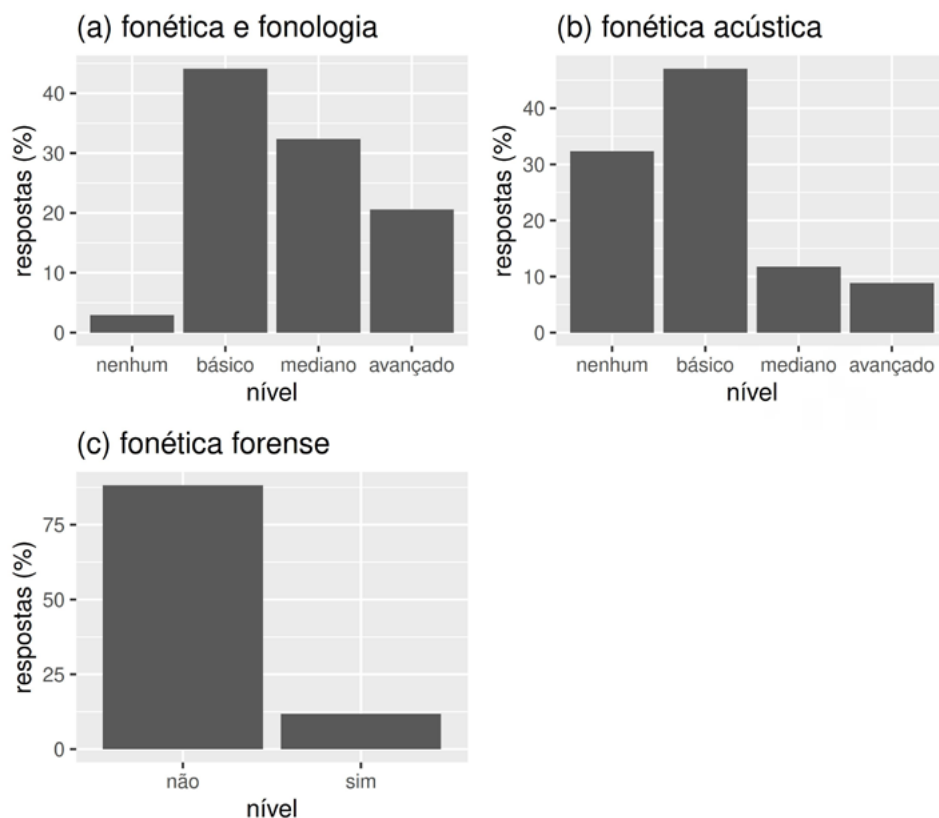 (a) fonética e fonologia
respostas (%)
40
30
20
10
0
nenhum básico mediano avançado
nível
(b) fonética acústica
respostas (%)
40
30
20
10
0
nenhum básico mediano avançado
nível
(c) fonética forense
respostas (%)
75
50
25
0
não sim
nível